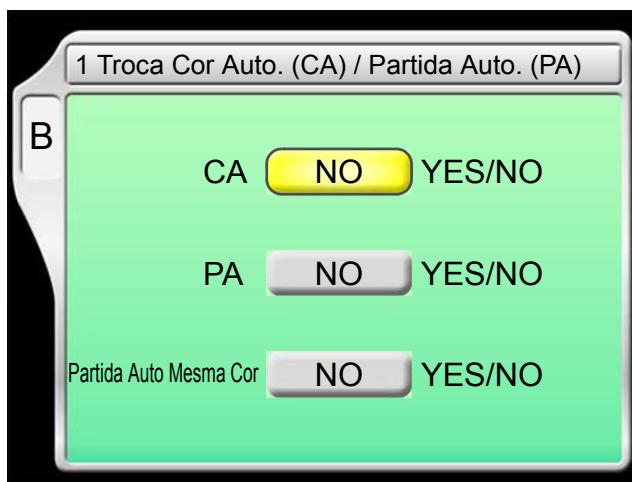 1 Troca Cor Auto. (CA) / Partida Auto. (PA)
B
CA NO YES/NO
PA NO YES/NO
Partida Auto Mesma Cor NO YES/NO